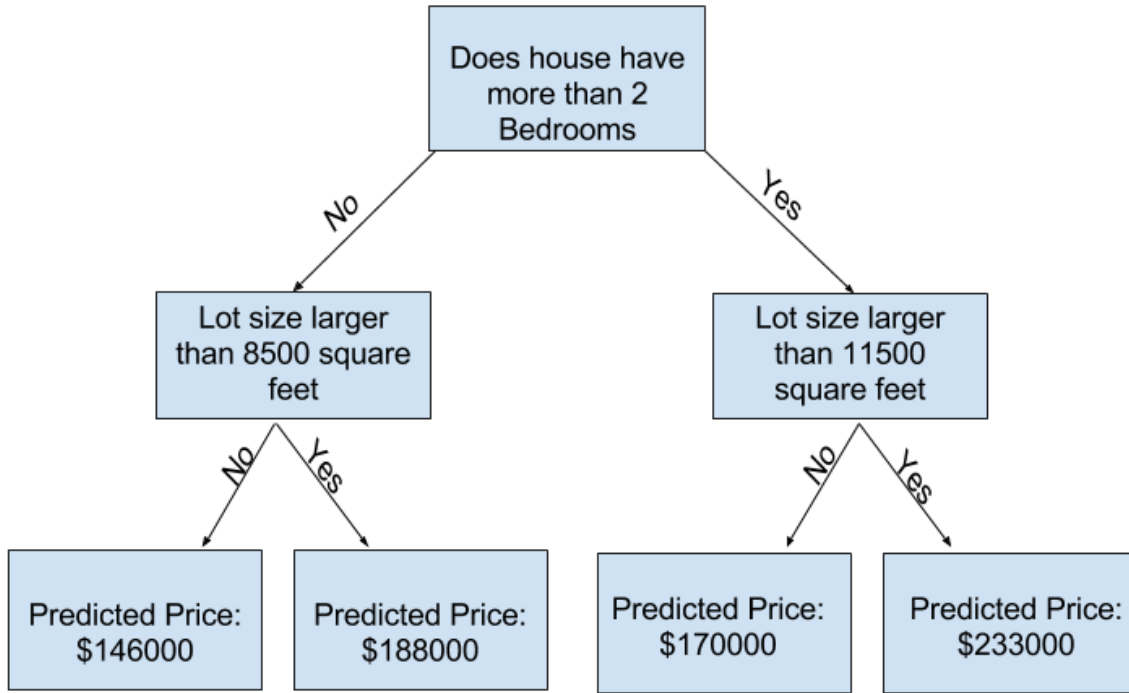 Does house have
more than 2
Bedrooms
No
Yes
Lot size larger
than 8500 square
feet
Lot size larger
than 11500
square feet
No
Yes
No
Yes
Predicted Price:
$146000
Predicted Price:
$188000
Predicted Price:
$170000
Predicted Price:
$233000